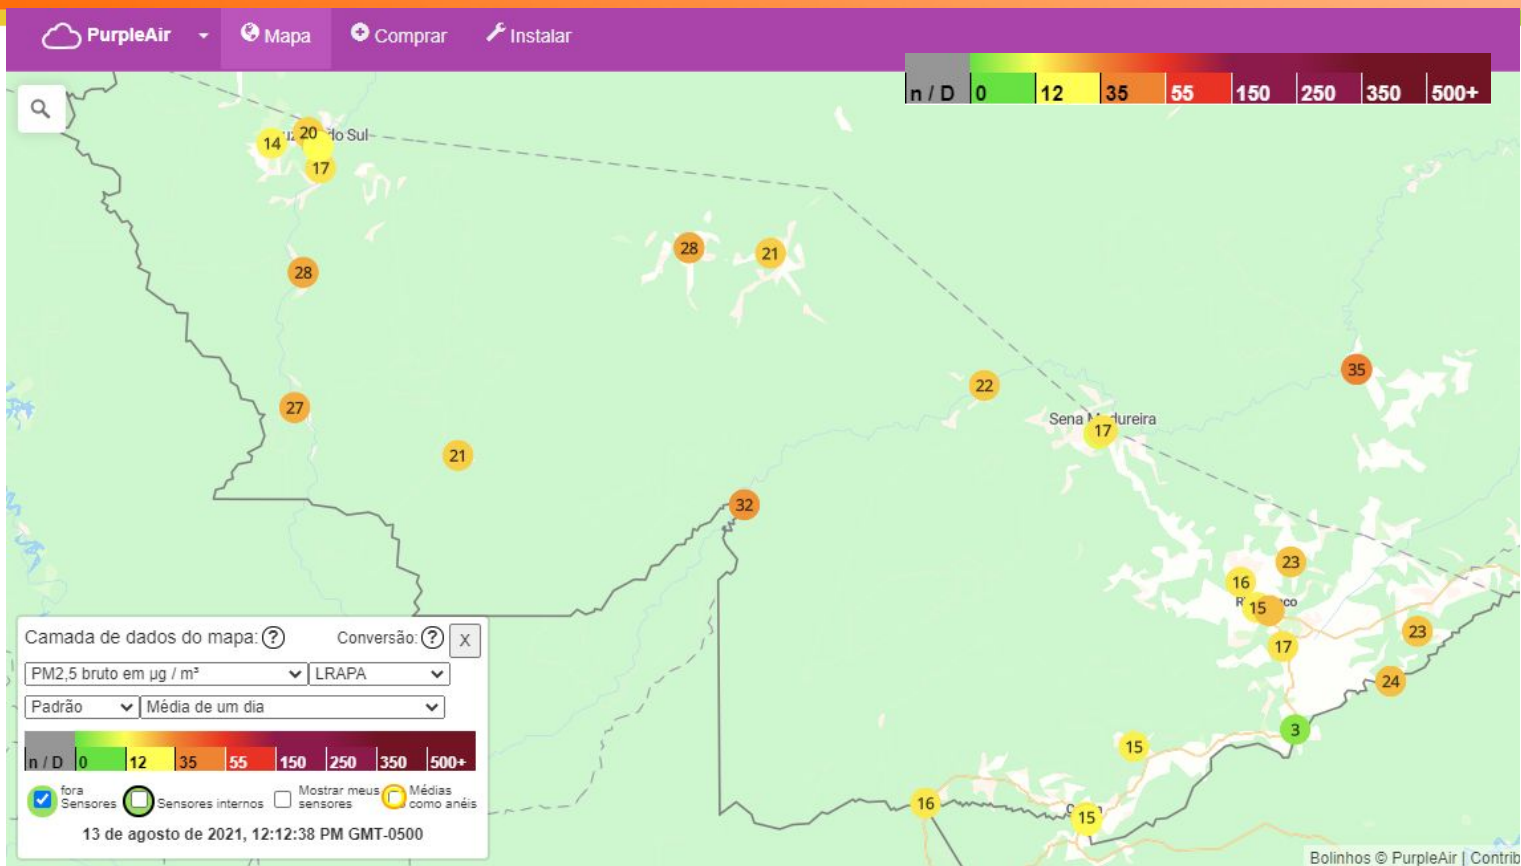 PurpleAir
Mapa
Comprar
Instalar
n / D 0 12 35 55 150 250 350 500+
20
do Sul
14
17
28
21
28
35
22
27
Sena
dureira
17
21
32
23
16
15
co
23
17
24
3
15
16
15
Camada de dados do mapa: ?
Conversão: ?
X
PM2,5 bruto em µg / m³
LRAPA
Padrão
Média de um dia
n / D 0 12 35 55 150 250 350 500+
fora
Sensores
Sensores internos
Mostrar meus
sensores
Médias
como anéis
13 de agosto de 2021, 12:12:38 PM GMT-0500
Bolinhos © PurpleAir | Contrib